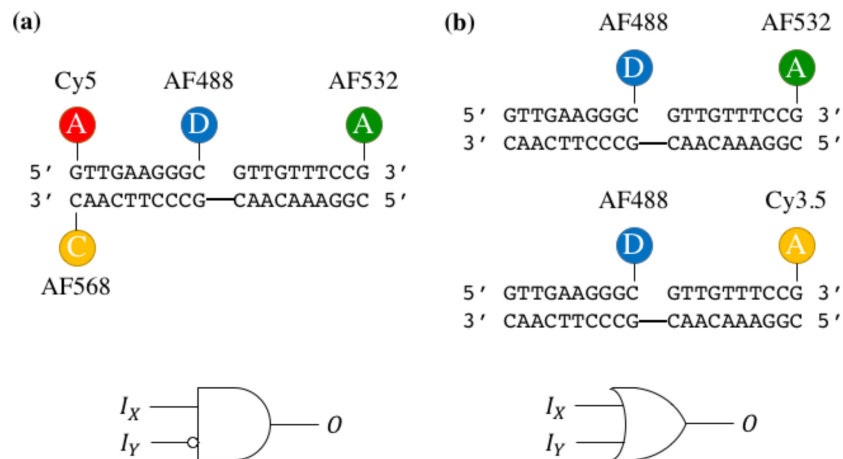 (a)
Cy5 AF488 AF532
A D A
5′ GTTGAAGGGC GTTGTTTCCG 3′
3′ CAACTTCCCG—CAACAAAGGC 5′
C
AF568
I_X
I_Y
O
(b)
AF488 AF532
D A
5′ GTTGAAGGGC GTTGTTTCCG 3′
3′ CAACTTCCCG—CAACAAAGGC 5′
AF488 Cy3.5
D A
5′ GTTGAAGGGC GTTGTTTCCG 3′
3′ CAACTTCCCG—CAACAAAGGC 5′
I_X
I_Y
O